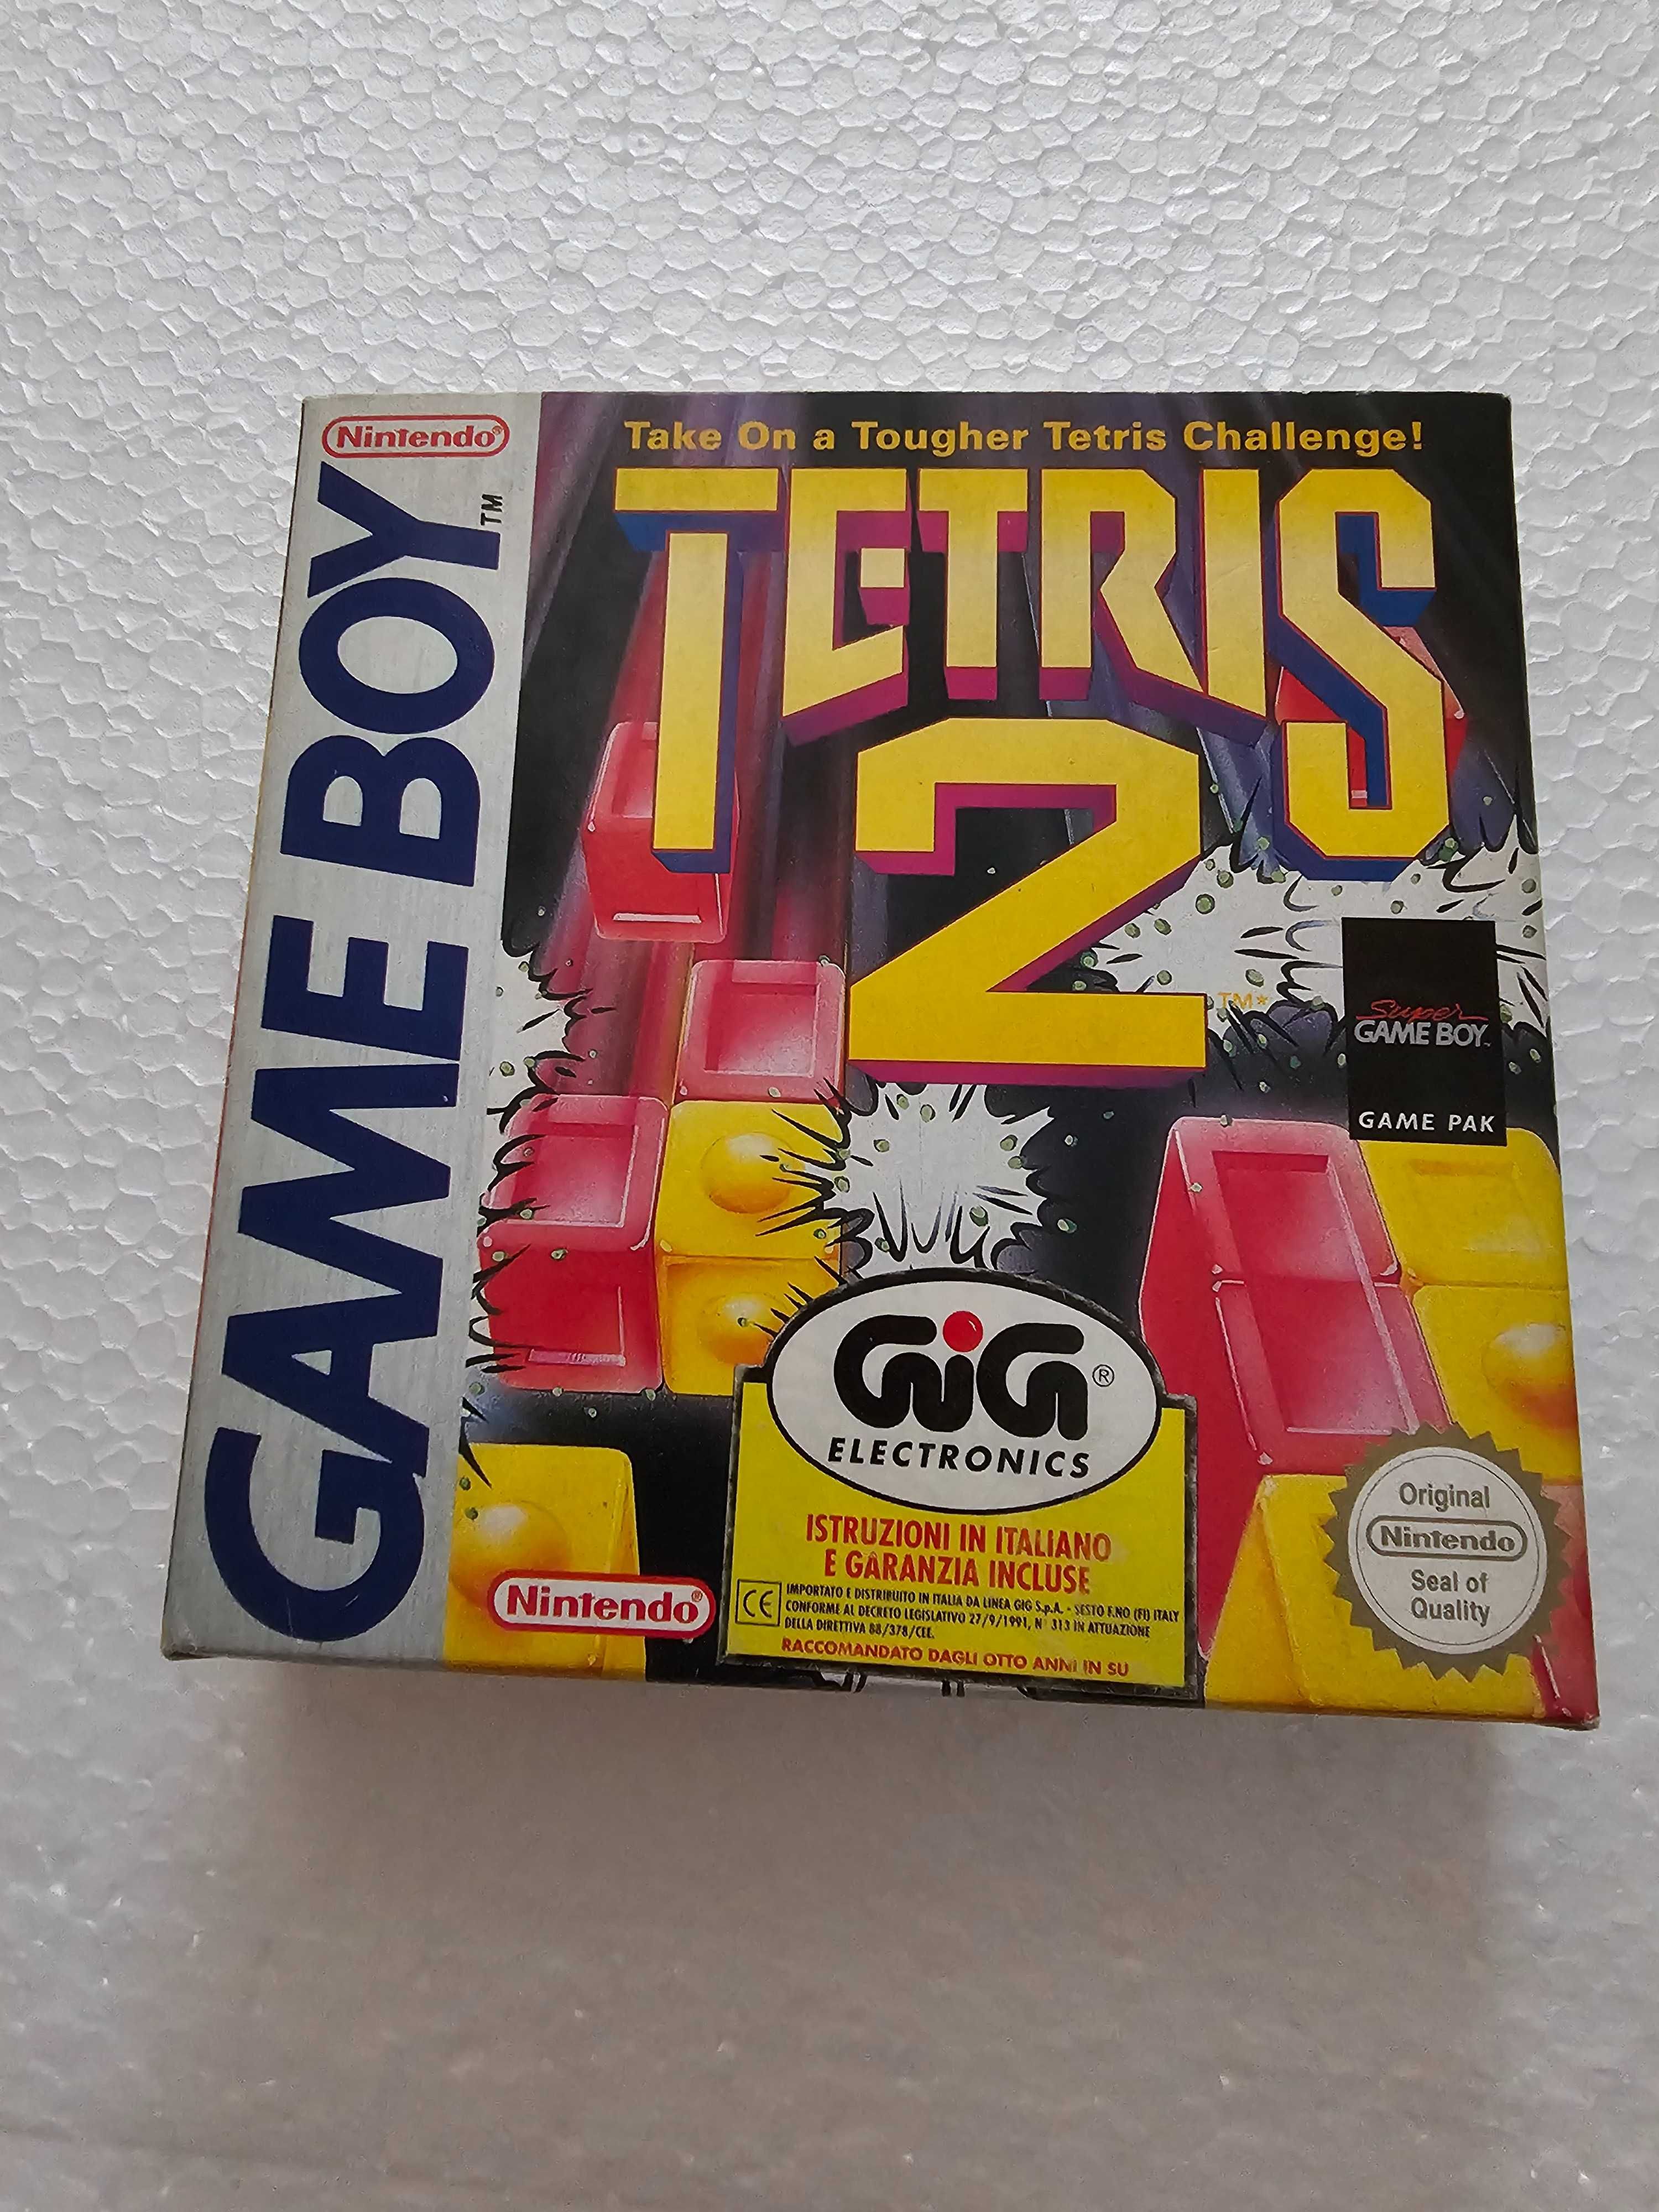 Nintendo®
GAME BOY™
Take On a Tougher Tetris Challenge!
TETRIS
2™*
Super
GAME BOY™
GAME PAK
GiG®
ELECTRONICS
ISTRUZIONI IN ITALIANO
E GARANZIA INCLUSE
CE
IMPORTATO E DISTRIBUITO IN ITALIA DA LINEA GIG S.p.A. - SESTO F.NO (FI) ITALY
CONFORME AL DECRETO LEGISLATIVO 27/9/1991, N° 313 IN ATTUAZIONE
DELLA DIRETTIVA 88/378/CEE.
RACCOMANDATO DAGLI OTTO ANNI IN SU
Nintendo®
Original
Nintendo
Seal of
Quality